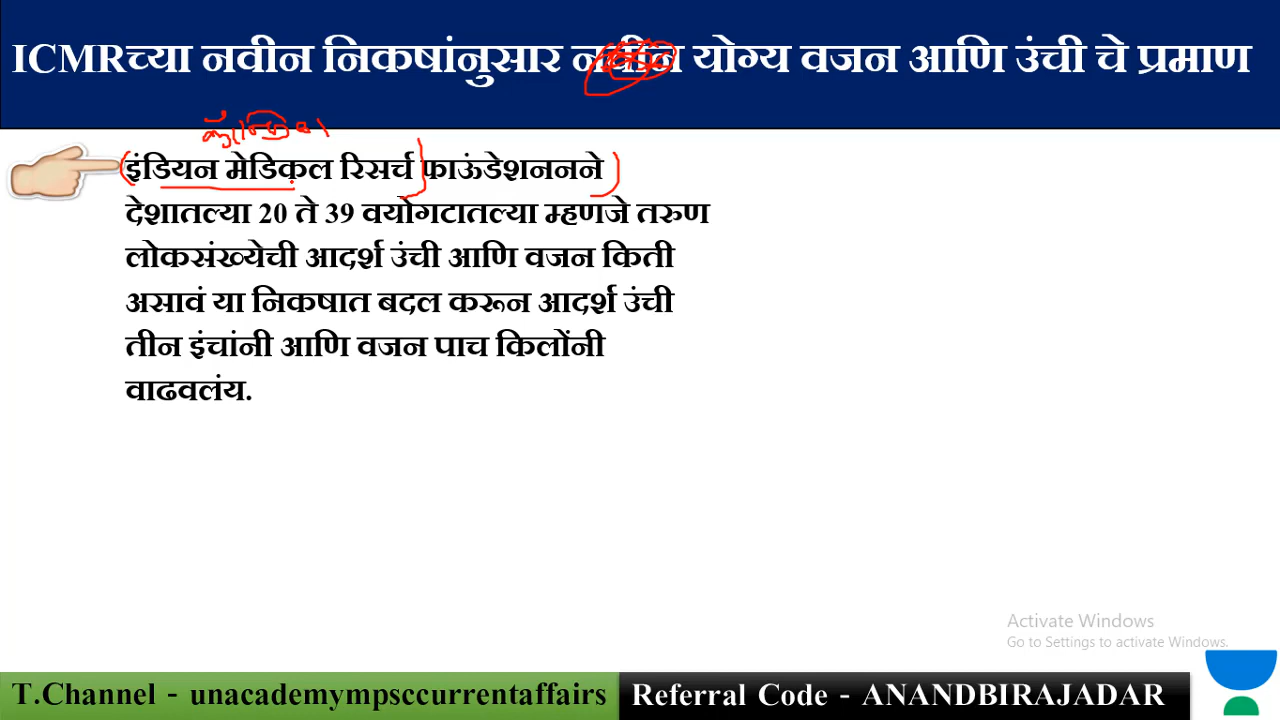 ICMRच्या नवीन निकषांनुसार नवीन योग्य वजन आणि उंची चे प्रमाण
इंडियन मेडिकल रिसर्च फाऊंडेशनननने
देशातल्या 20 ते 39 वयोगटातल्या म्हणजे तरुण
लोकसंख्येची आदर्श उंची आणि वजन किती
असावं या निकषात बदल करून आदर्श उंची
तीन इंचांनी आणि वजन पाच किलोंनी
वाढवलंय.
Activate Windows
Go to Settings to activate Windows.
T.Channel - unacademympsccurrentaffairs
Referral Code - ANANDBIRAJADAR